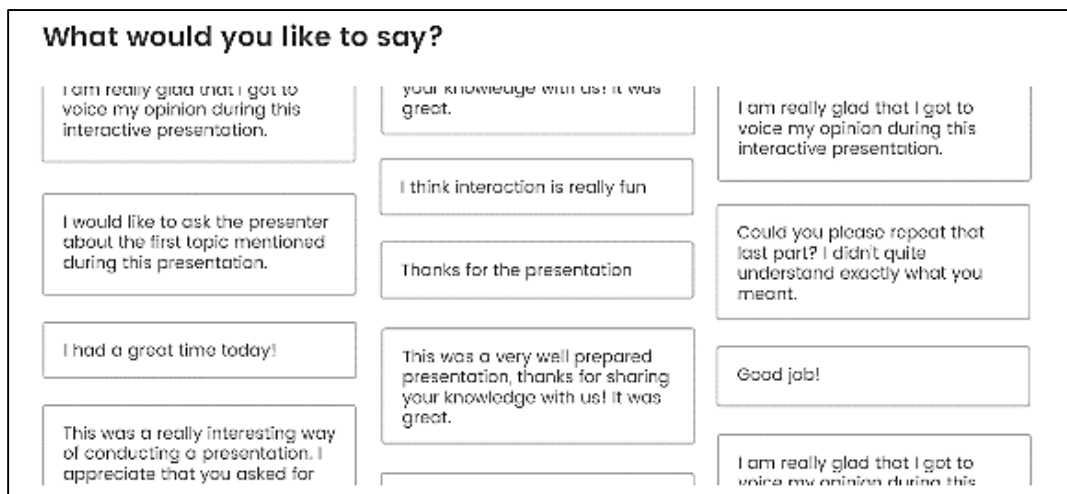 What would you like to say?
I am really glad that I got to
voice my opinion during this
interactive presentation.
I would like to ask the presenter
about the first topic mentioned
during this presentation.
I had a great time today!
This was a really interesting way
of conducting a presentation. I
appreciate that you asked for
your knowledge with us! It was
great.
I think interaction is really fun
Thanks for the presentation
This was a very well prepared
presentation, thanks for sharing
your knowledge with us! It was
great.
I am really glad that I got to
voice my opinion during this
interactive presentation.
Could you please repeat that
last part? I didn't quite
understand exactly what you
meant.
Good job!
I am really glad that I got to
voice my opinion during this